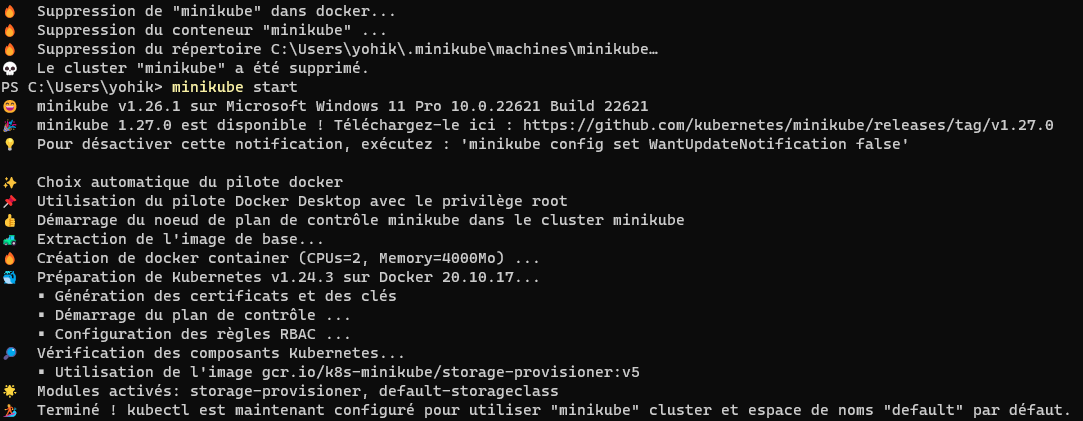 🔥  Suppression de "minikube" dans docker...
🔥  Suppression du conteneur "minikube" ...
🔥  Suppression du répertoire C:\Users\yohik\.minikube\machines\minikube…
💀  Le cluster "minikube" a été supprimé.
PS C:\Users\yohik> minikube start
😄  minikube v1.26.1 sur Microsoft Windows 11 Pro 10.0.22621 Build 22621
🎉  minikube 1.27.0 est disponible ! Téléchargez-le ici : https://github.com/kubernetes/minikube/releases/tag/v1.27.0
💡  Pour désactiver cette notification, exécutez : 'minikube config set WantUpdateNotification false'
✨  Choix automatique du pilote docker
📌  Utilisation du pilote Docker Desktop avec le privilège root
👍  Démarrage du noeud de plan de contrôle minikube dans le cluster minikube
🚜  Extraction de l'image de base...
🔥  Création de docker container (CPUs=2, Memory=4000Mo) ...
🐳  Préparation de Kubernetes v1.24.3 sur Docker 20.10.17...
▪ Génération des certificats et des clés
▪ Démarrage du plan de contrôle ...
▪ Configuration des règles RBAC ...
🔎  Vérification des composants Kubernetes...
▪ Utilisation de l'image gcr.io/k8s-minikube/storage-provisioner:v5
🌟  Modules activés: storage-provisioner, default-storageclass
🏄  Terminé ! kubectl est maintenant configuré pour utiliser "minikube" cluster et espace de noms "default" par défaut.